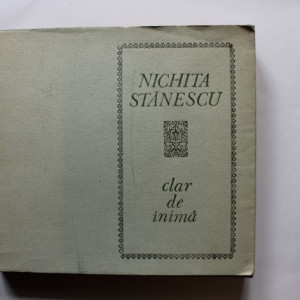 NICHITA
STĂNESCU
clar
de
inimă